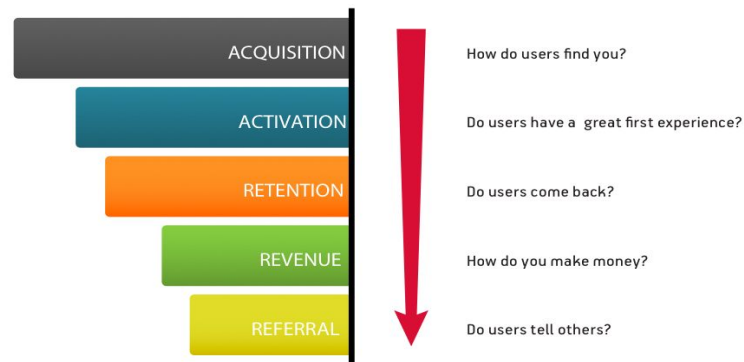 ACQUISITION
How do users find you?
ACTIVATION
Do users have a great first experience?
RETENTION
Do users come back?
REVENUE
How do you make money?
REFERRAL
Do users tell others?